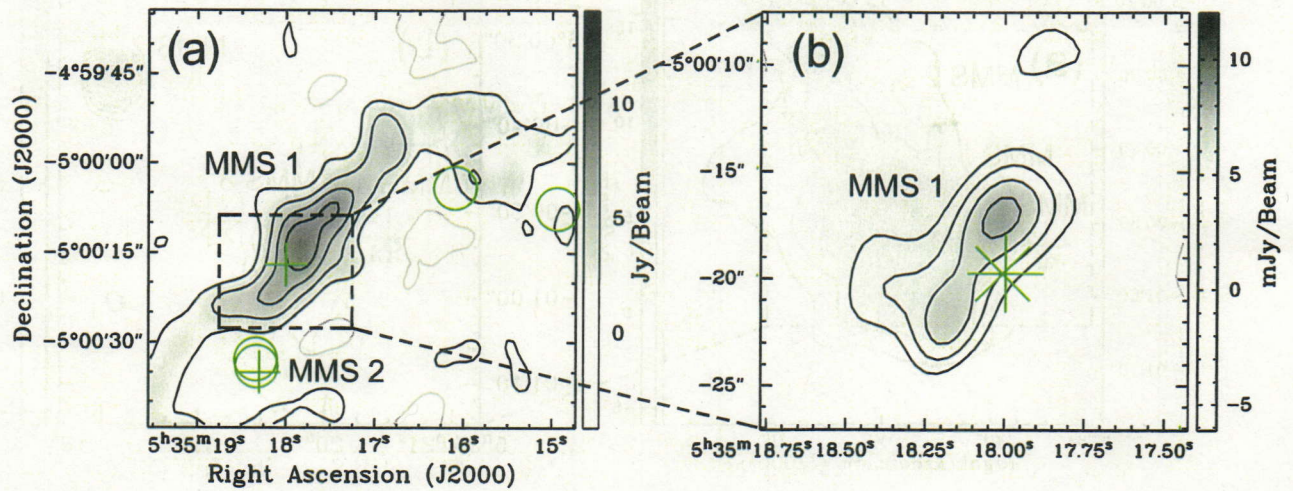 (a)
−4°59′45″
−5°00′00″
−5°00′15″
−5°00′30″
Declination (J2000)
MMS 1
MMS 2
5ʰ35ᵐ19ˢ 18ˢ 17ˢ 16ˢ 15ˢ
Right Ascension (J2000)
10
5
0
Jy/Beam
(b)
−5°00′10″
−15″
−20″
−25″
MMS 1
5ʰ35ᵐ18.75ˢ 18.50ˢ 18.25ˢ 18.00ˢ 17.75ˢ 17.50ˢ
10
5
0
−5
mJy/Beam